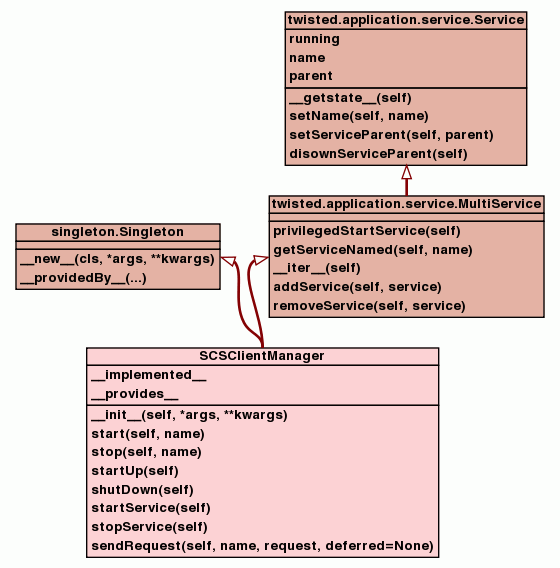 twisted.application.service.Service
running
name
parent
__getstate__(self)
setName(self, name)
setServiceParent(self, parent)
disownServiceParent(self)
twisted.application.service.MultiService
privilegedStartService(self)
getServiceNamed(self, name)
__iter__(self)
addService(self, service)
removeService(self, service)
singleton.Singleton
__new__(cls, *args, **kwargs)
__providedBy__(...)
SCSClientManager
__implemented__
__provides__
__init__(self, *args, **kwargs)
start(self, name)
stop(self, name)
startUp(self)
shutDown(self)
startService(self)
stopService(self)
sendRequest(self, name, request, deferred=None)